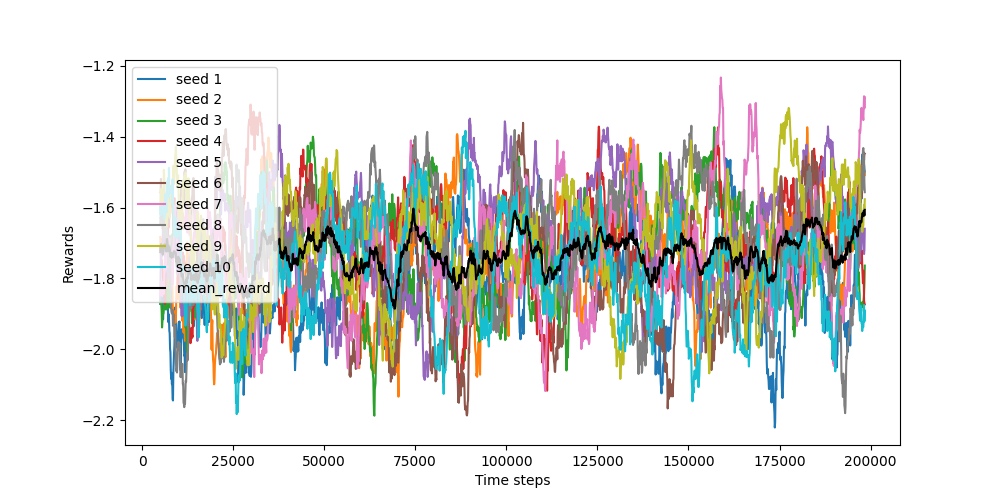 −1.2
−1.4
−1.6
−1.8
−2.0
−2.2
Rewards
seed 1
seed 2
seed 3
seed 4
seed 5
seed 6
seed 7
seed 8
seed 9
seed 10
mean_reward
0 25000 50000 75000 100000 125000 150000 175000 200000
Time steps